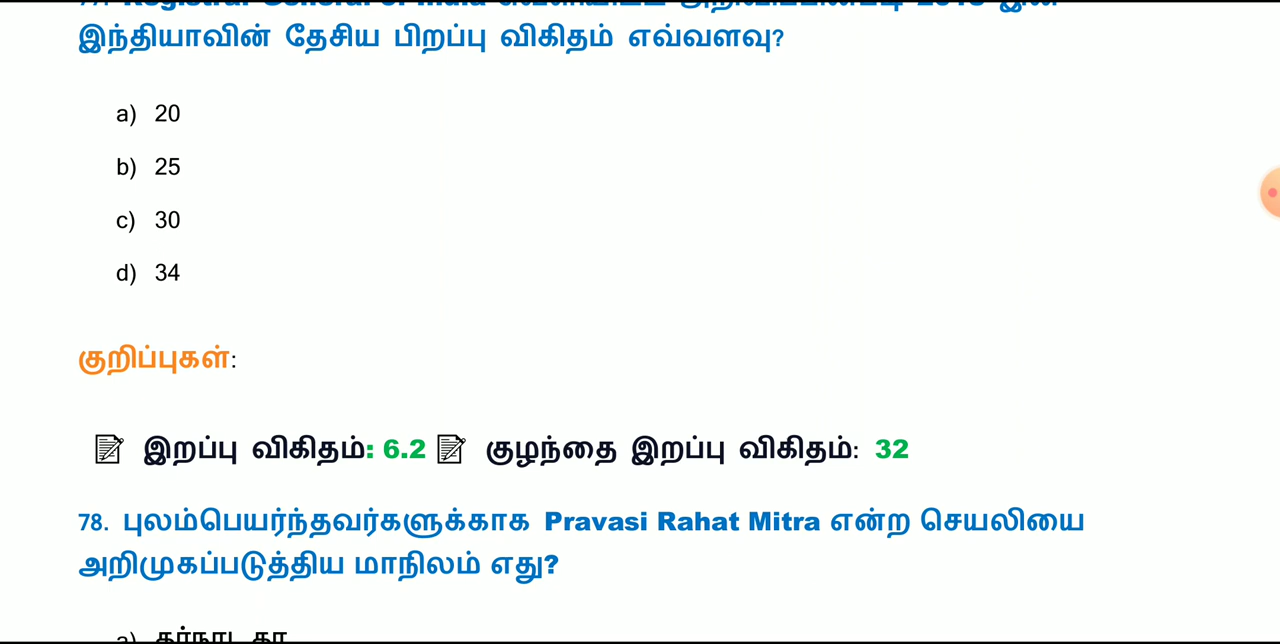 இந்தியாவின் தேசிய பிறப்பு விகிதம் எவ்வளவு?
a) 20
b) 25
c) 30
d) 34
குறிப்புகள்:
இறப்பு விகிதம்: 6.2 குழந்தை இறப்பு விகிதம்: 32
78. புலம்பெயர்ந்தவர்களுக்காக Pravasi Rahat Mitra என்ற செயலியை
அறிமுகப்படுத்திய மாநிலம் எது?